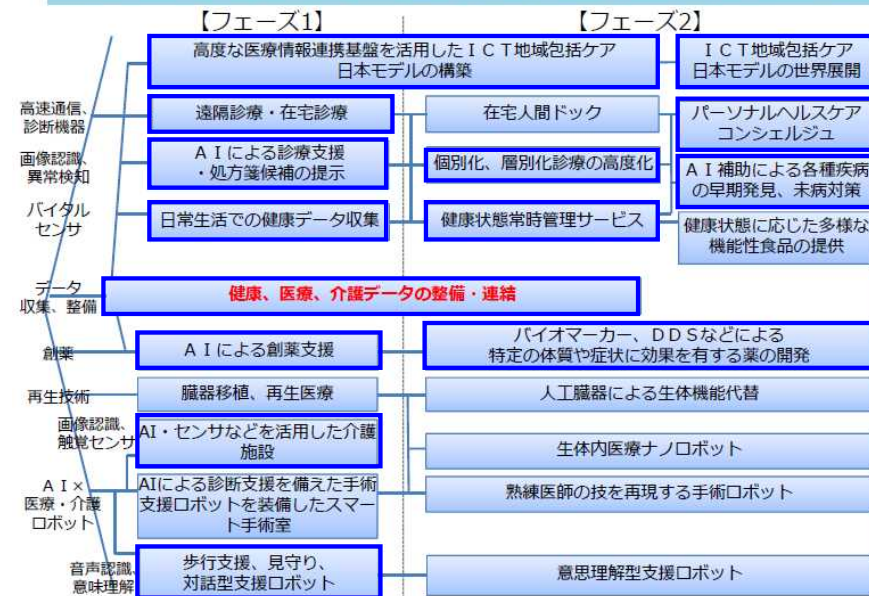 【フェーズ1】
【フェーズ2】
高度な医療情報連携基盤を活用したＩＣＴ地域包括ケア
日本モデルの構築
ＩＣＴ地域包括ケア
日本モデルの世界展開
高速通信、
診断機器
遠隔診療・在宅診療
在宅人間ドック
パーソナルヘルスケア
コンシェルジュ
画像認識、
異常検知
ＡＩによる診療支援
・処方箋候補の提示
個別化、層別化診療の高度化
ＡＩ補助による各種疾病
の早期発見、未病対策
バイタル
センサ
日常生活での健康データ収集
健康状態常時管理サービス
健康状態に応じた多様な
機能性食品の提供
データ
収集、整備
健康、医療、介護データの整備・連結
創薬
ＡＩによる創薬支援
バイオマーカー、ＤＤＳなどによる
特定の体質や症状に効果を有する薬の開発
再生技術
臓器移植、再生医療
人工臓器による生体機能代替
画像認識、
触覚センサ
AI・センサなどを活用した介護
施設
生体内医療ナノロボット
ＡＩ×
医療・介護
ロボット
AIによる診断支援を備えた手術
支援ロボットを装備したスマー
ト手術室
熟練医師の技を再現する手術ロボット
音声認識、
意味理解
歩行支援、見守り、
対話型支援ロボット
意思理解型支援ロボット